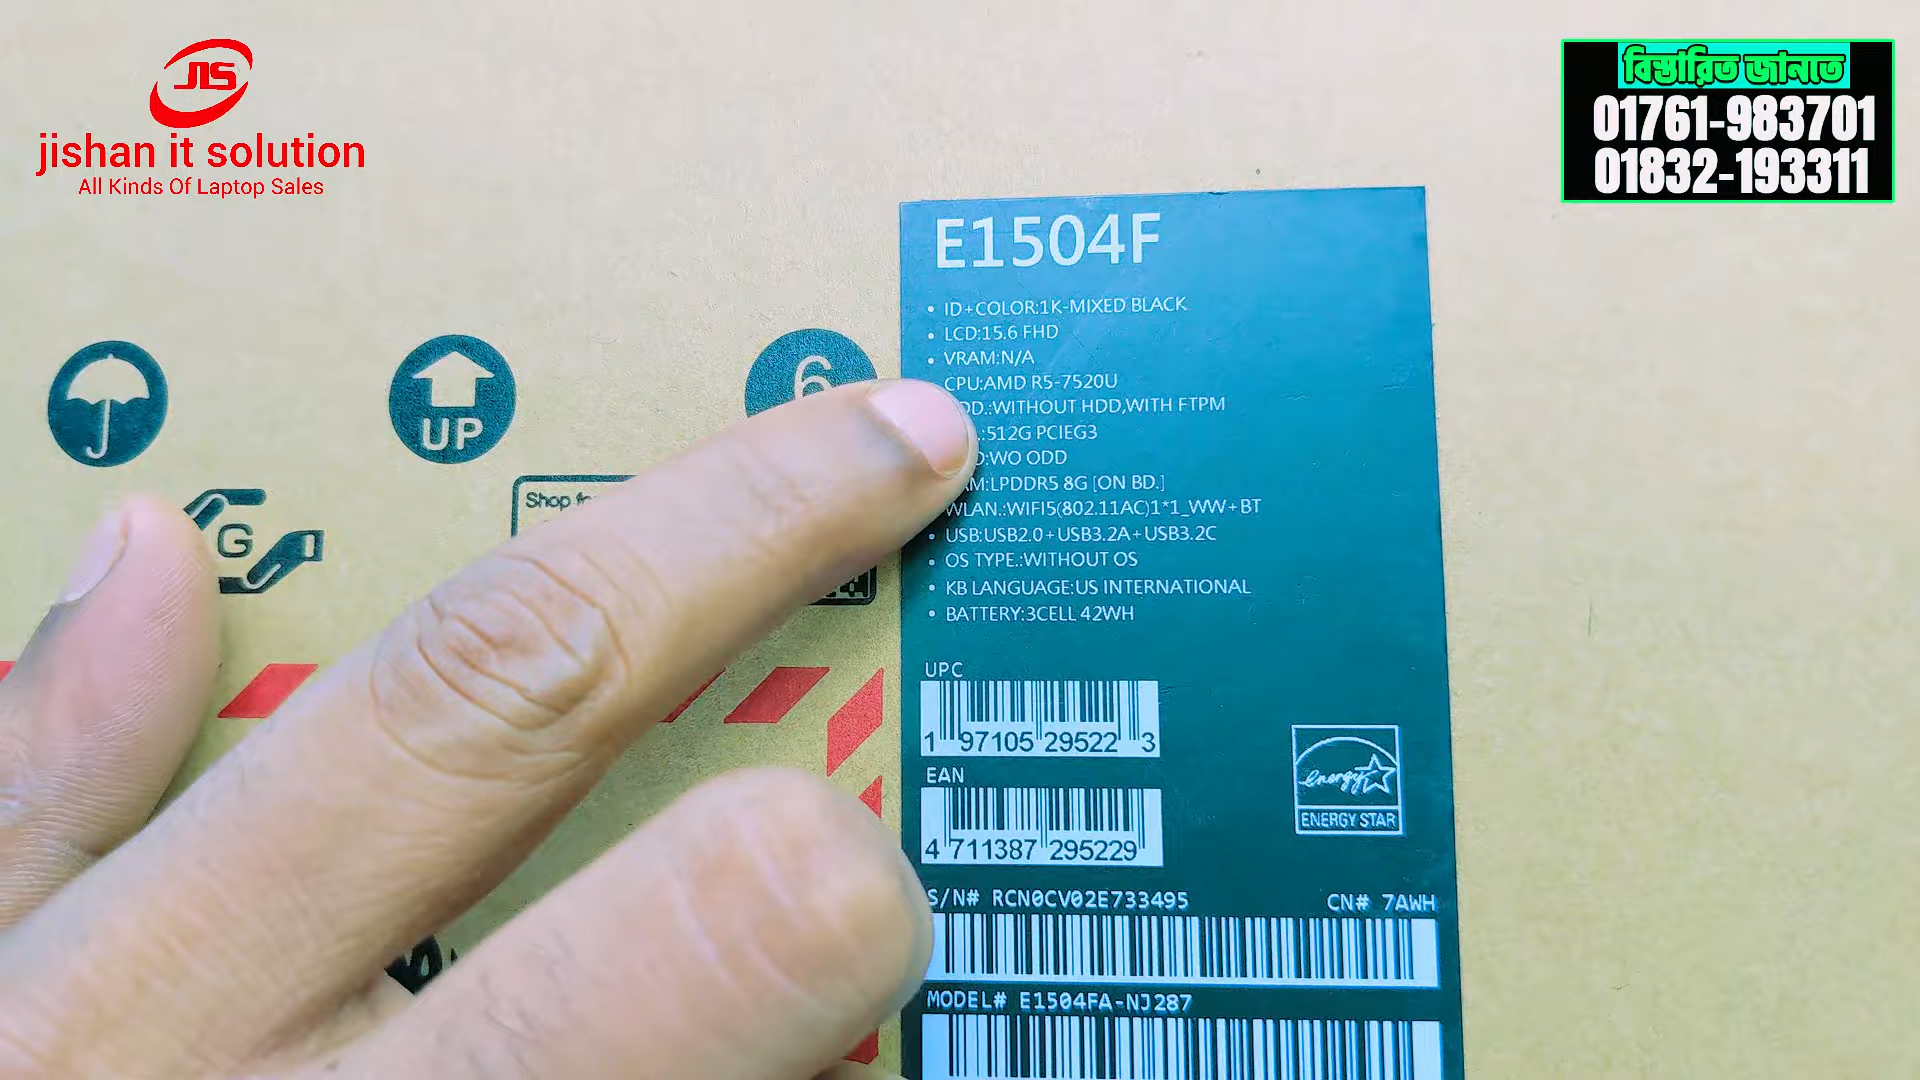 JIS
jishan it solution
All Kinds Of Laptop Sales
বিস্তারিত জানতে
01761-983701
01832-193311
E1504F
• ID+COLOR:1K-MIXED BLACK
• LCD:15.6 FHD
• VRAM:N/A
CPU:AMD R5-7520U
WITHOUT HDD,WITH FTPM
512G PCIEG3
WO ODD
LPDDR5 8G [ON BD.]
WLAN.:WIFI5(802.11AC)1*1_WW+BT
• USB:USB2.0+USB3.2A+USB3.2C
• OS TYPE.:WITHOUT OS
• KB LANGUAGE:US INTERNATIONAL
• BATTERY:3CELL 42WH
6
UP
G
Shop
UPC
1 97105 29522 3
EAN
4 711387 295229
energy
ENERGY STAR
S/N# RCN0CV02E733495
CN# 7AWH
MODEL# E1504FA-NJ287